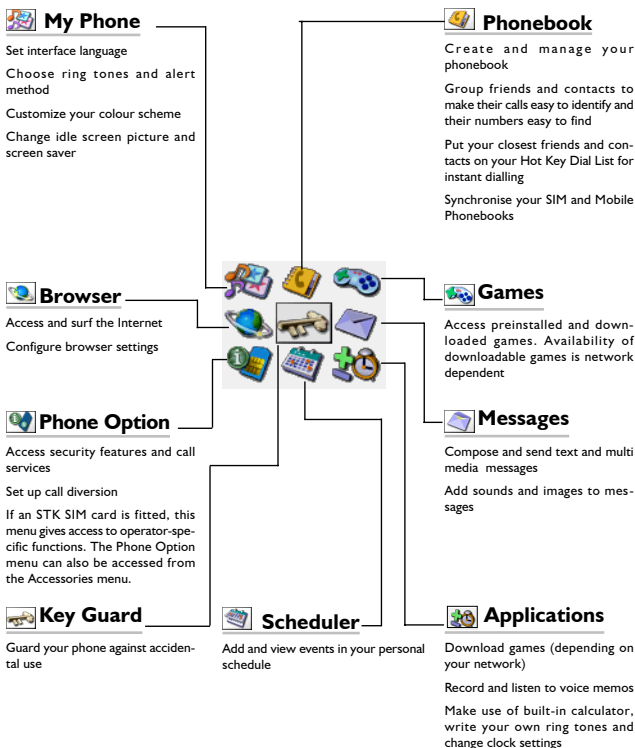 My Phone
Set interface language
Choose ring tones and alert
method
Customize your colour scheme
Change idle screen picture and
screen saver
Phonebook
Create and manage your
phonebook
Group friends and contacts to
make their calls easy to identify and
their numbers easy to find
Put your closest friends and con-
tacts on your Hot Key Dial List for
instant dialling
Synchronise your SIM and Mobile
Phonebooks
Browser
Access and surf the Internet
Configure browser settings
Games
Access preinstalled and down-
loaded games. Availability of
downloadable games is network
dependent
Phone Option
Access security features and call
services
Set up call diversion
If an STK SIM card is fitted, this
menu gives access to operator-spe-
cific functions. The Phone Option
menu can also be accessed from
the Accessories menu.
Messages
Compose and send text and multi
media messages
Add sounds and images to mes-
sages
Key Guard
Guard your phone against acciden-
tal use
Scheduler
Add and view events in your personal
schedule
Applications
Download games (depending on
your network)
Record and listen to voice memos
Make use of built-in calculator,
write your own ring tones and
change clock settings